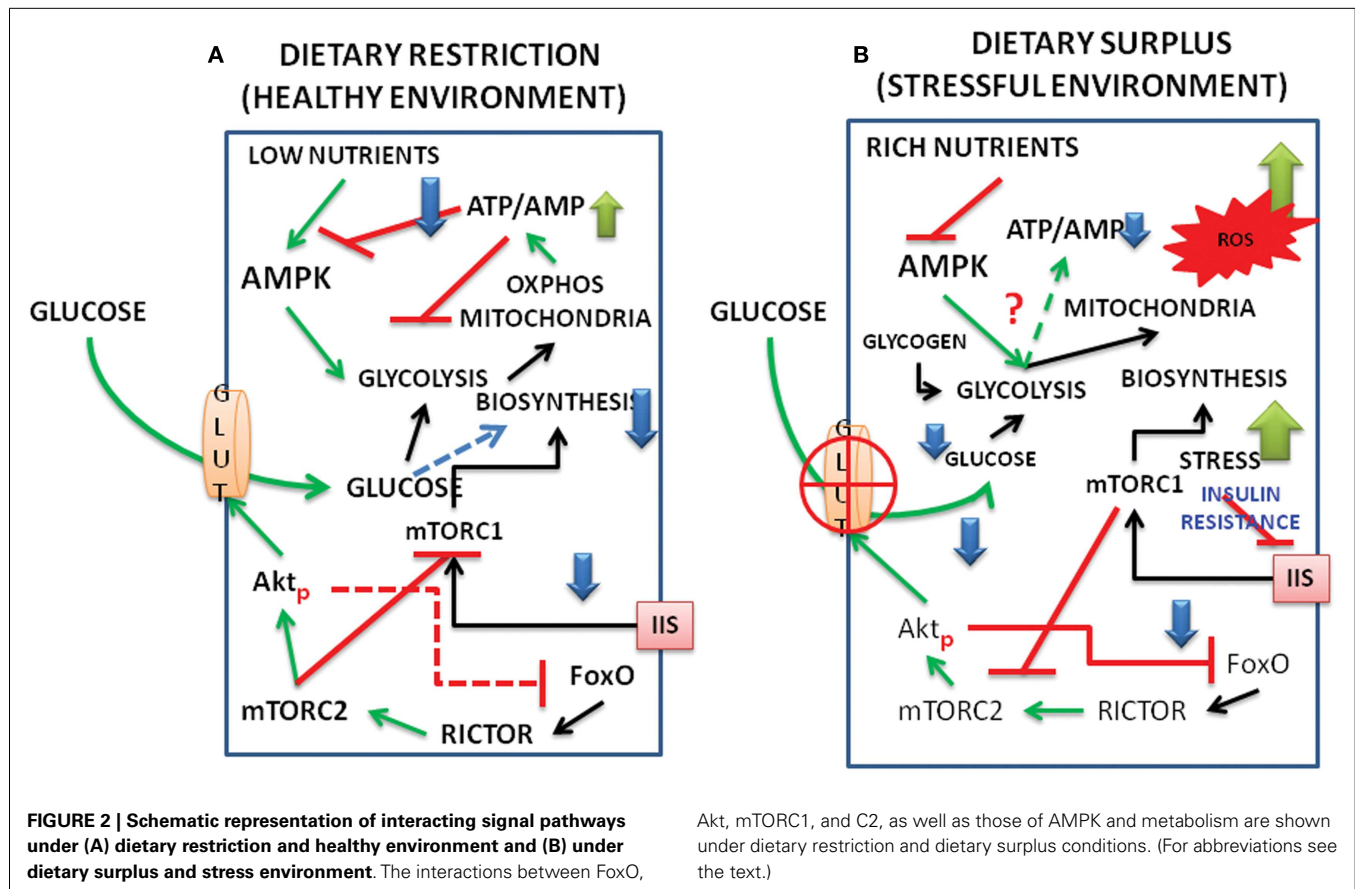 A
DIETARY RESTRICTION
(HEALTHY ENVIRONMENT)
LOW NUTRIENTS
ATP/AMP
AMPK
OXPHOS
MITOCHONDRIA
GLUCOSE
GLYCOLYSIS
BIOSYNTHESIS
G
L
U
T
GLUCOSE
mTORC1
Aktp
IIS
FoxO
mTORC2
RICTOR
B
DIETARY SURPLUS
(STRESSFUL ENVIRONMENT)
RICH NUTRIENTS
ATP/AMP
ROS
AMPK
?
MITOCHONDRIA
GLUCOSE
GLYCOGEN
GLYCOLYSIS
BIOSYNTHESIS
G
L
U
T
GLUCOSE
STRESS
mTORC1
INSULIN
RESISTANCE
IIS
Aktp
FoxO
mTORC2
RICTOR
FIGURE 2 | Schematic representation of interacting signal pathways
under (A) dietary restriction and healthy environment and (B) under
dietary surplus and stress environment. The interactions between FoxO,
Akt, mTORC1, and C2, as well as those of AMPK and metabolism are shown
under dietary restriction and dietary surplus conditions. (For abbreviations see
the text.)